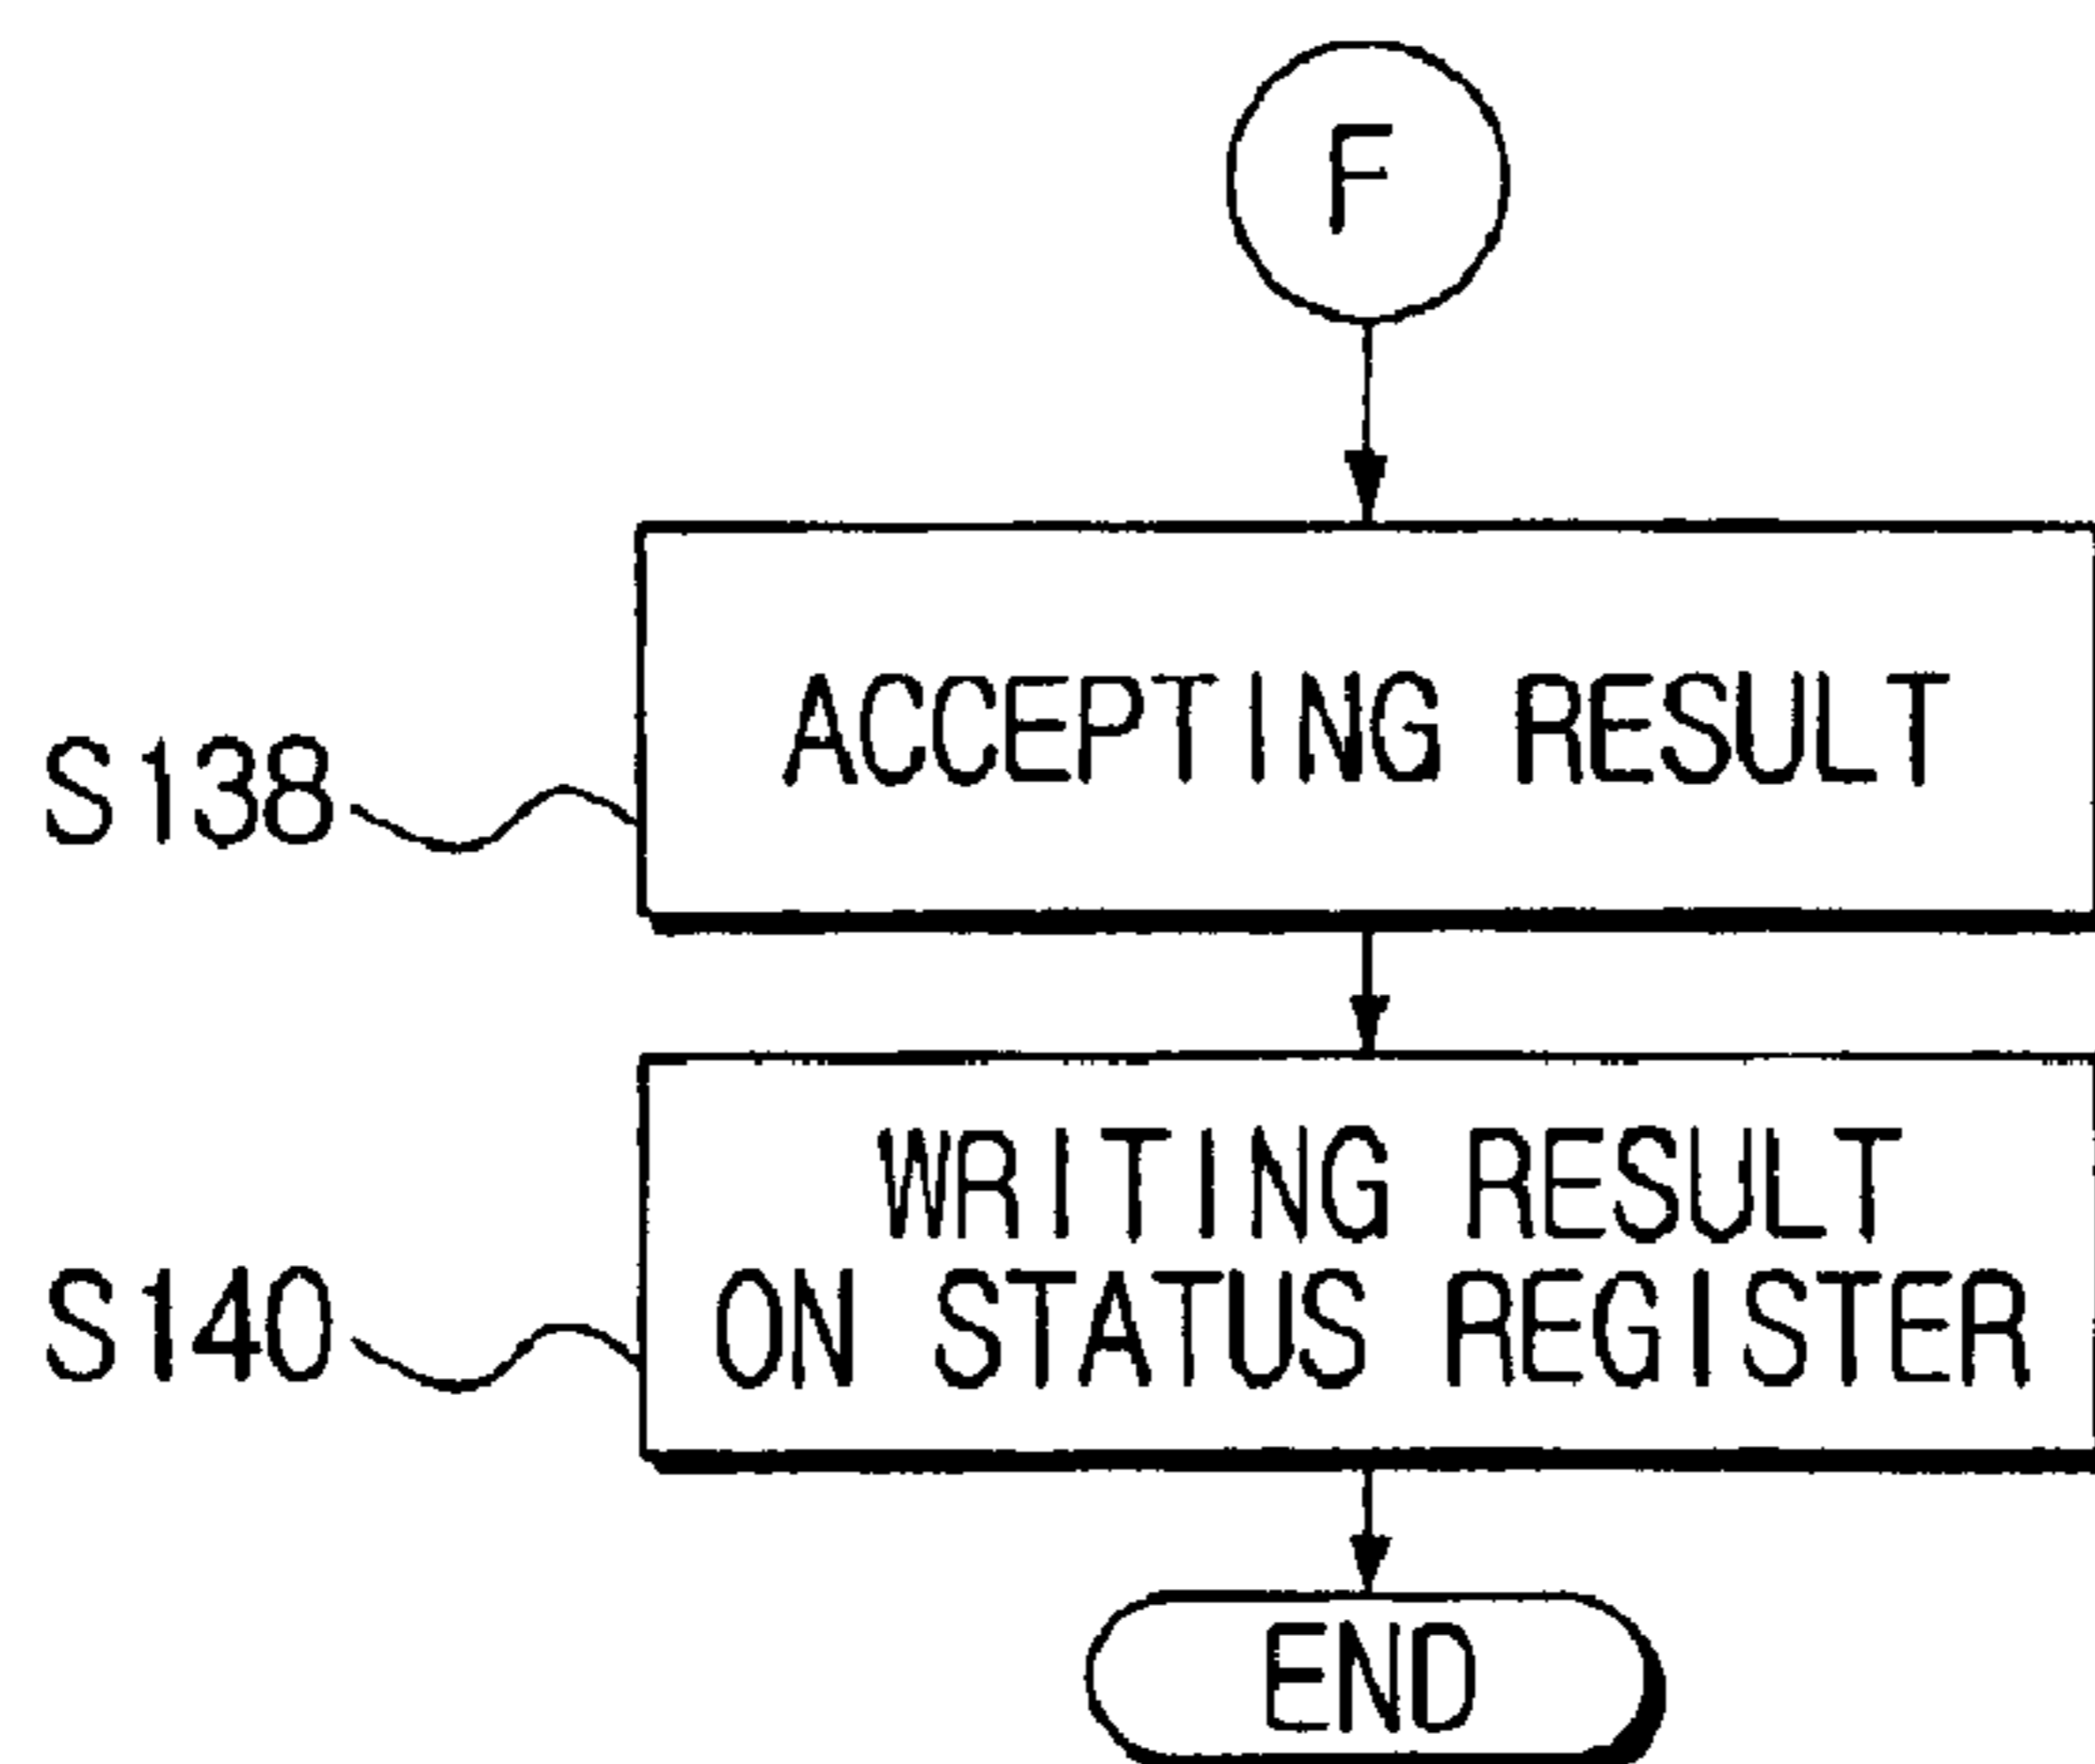 F
ACCEPTING RESULT
S138
WRITING RESULT
ON STATUS REGISTER
S140
END